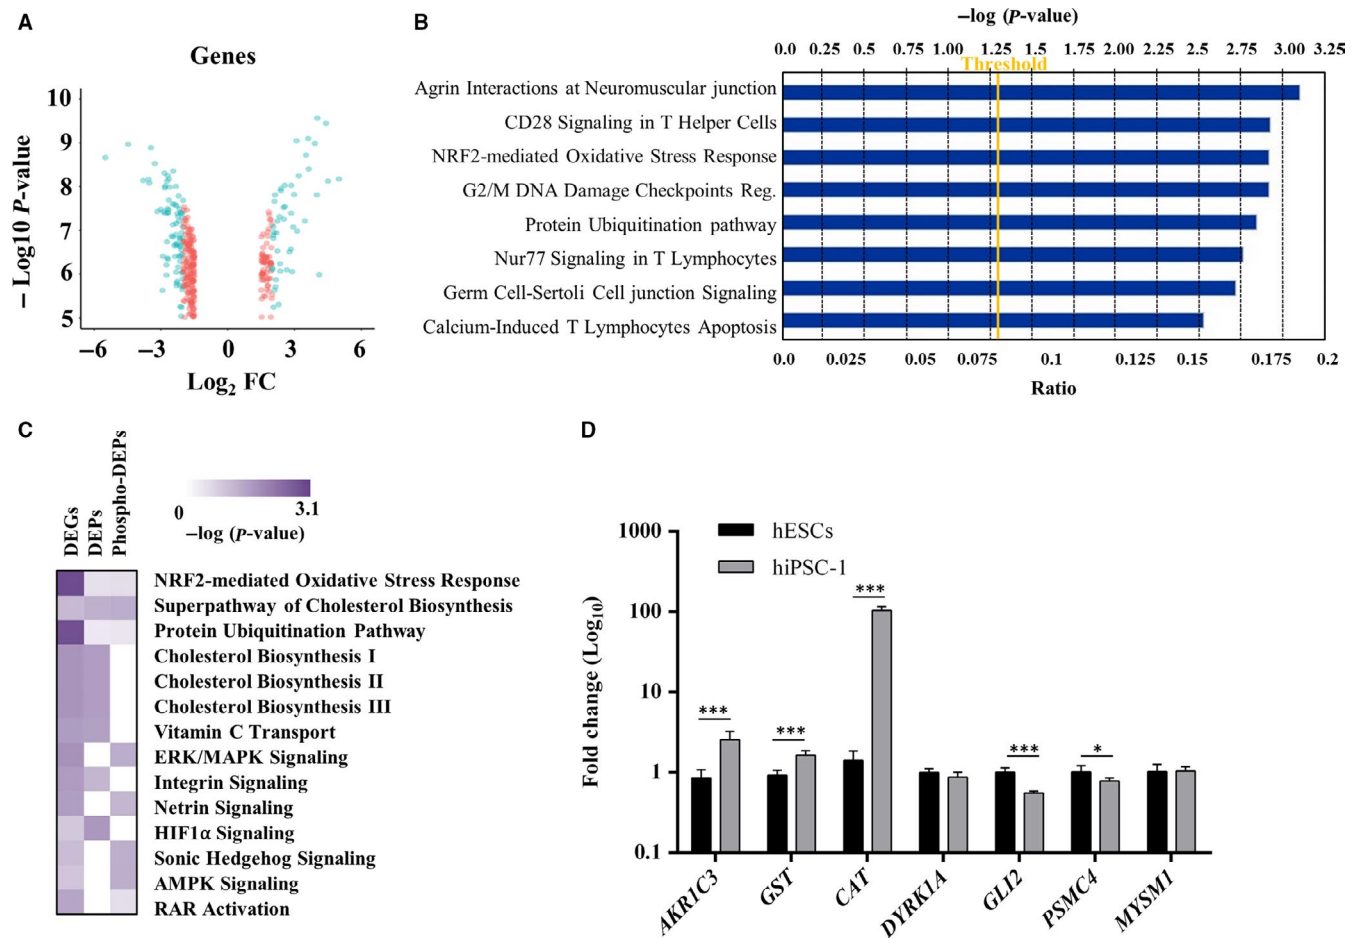 A
Genes
10
9
8
7
6
5
– Log10 P-value
−6 −3 0 3 6
Log2 FC
B
–log (P-value)
0.0 0.25 0.5 0.75 1.00 1.25 1.5 1.75 2.00 2.25 2.5 2.75 3.00 3.25
Threshold
Agrin Interactions at Neuromuscular junction
CD28 Signaling in T Helper Cells
NRF2-mediated Oxidative Stress Response
G2/M DNA Damage Checkpoints Reg.
Protein Ubiquitination pathway
Nur77 Signaling in T Lymphocytes
Germ Cell-Sertoli Cell junction Signaling
Calcium-Induced T Lymphocytes Apoptosis
0.0 0.025 0.05 0.075 0.1 0.125 0.15 0.175 0.2
Ratio
C
DEGs
DEPs
Phospho-DEPs
0 3.1
–log (P-value)
NRF2-mediated Oxidative Stress Response
Superpathway of Cholesterol Biosynthesis
Protein Ubiquitination Pathway
Cholesterol Biosynthesis I
Cholesterol Biosynthesis II
Cholesterol Biosynthesis III
Vitamin C Transport
ERK/MAPK Signaling
Integrin Signaling
Netrin Signaling
HIF1α Signaling
Sonic Hedgehog Signaling
AMPK Signaling
RAR Activation
D
hESCs
hiPSC-1
Fold change (Log10)
1000
100
10
1
0.1
*** *** *** *** *
AKR1C3 GST CAT DYRK1A GLI2 PSMC4 MYSM1